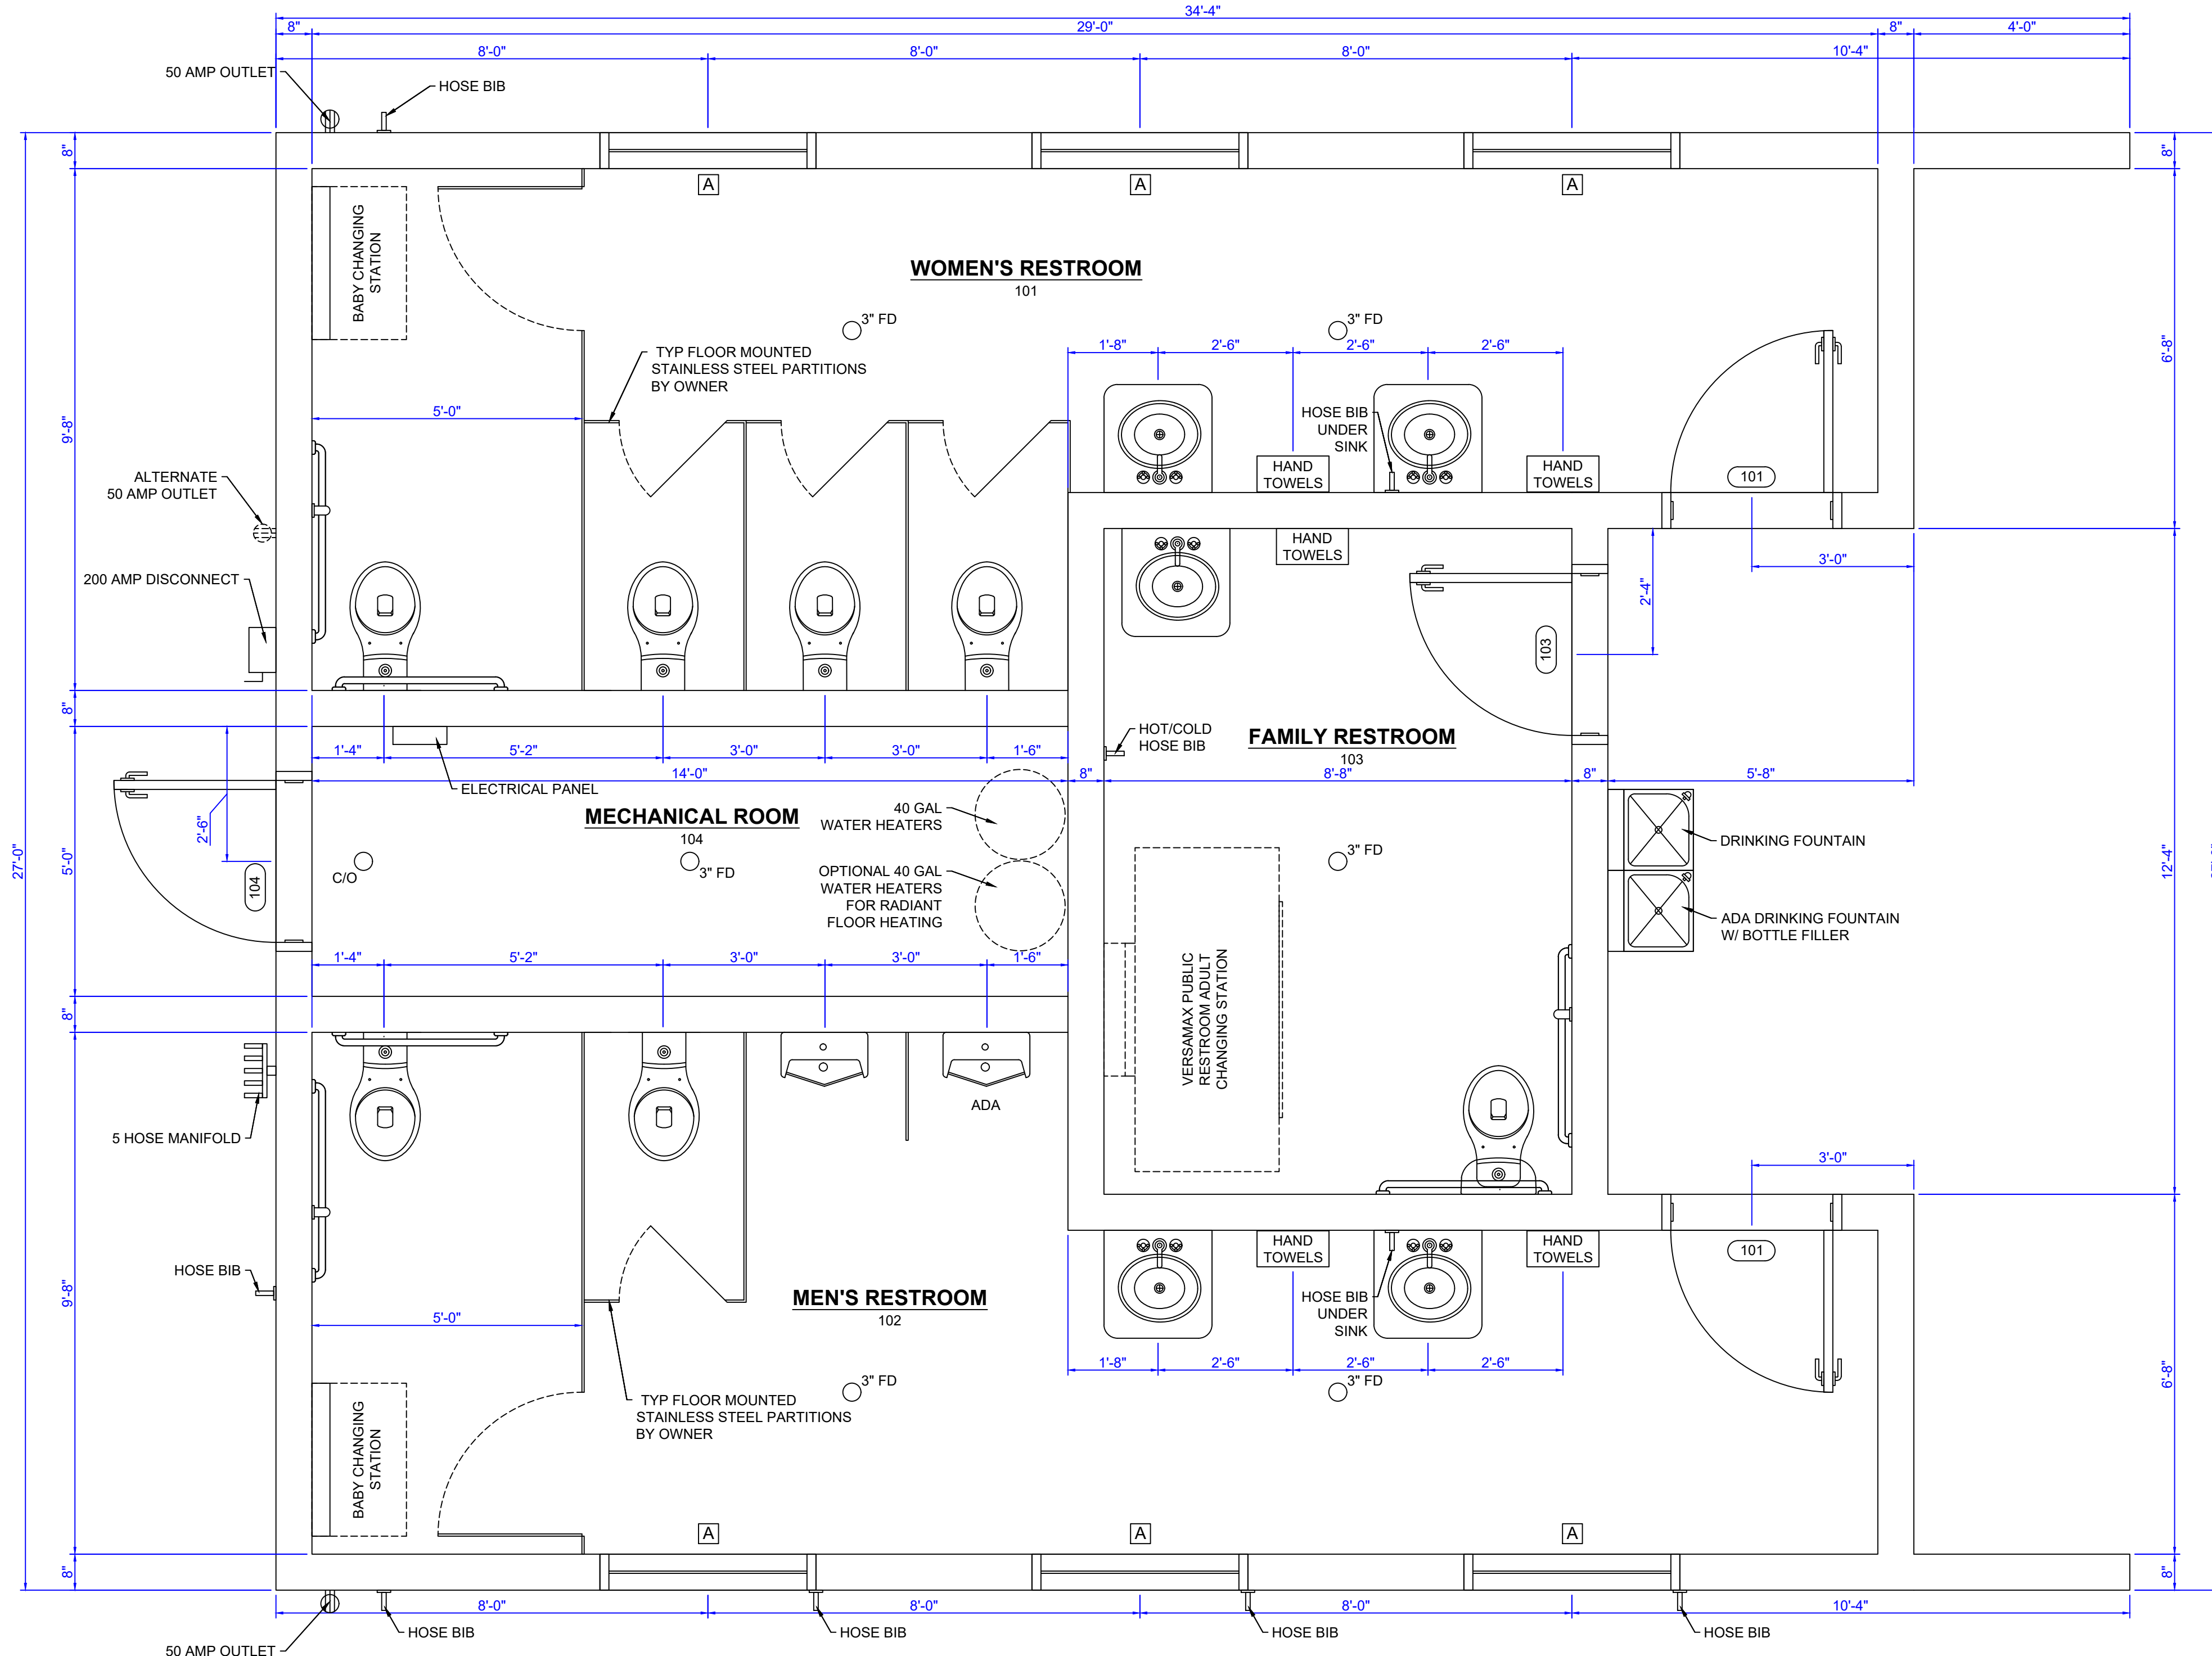 34'-4"
8"
29'-0"
8"
4'-0"
8'-0"
8'-0"
8'-0"
10'-4"
50 AMP OUTLET
HOSE BIB
8"
8"
A
A
A
BABY CHANGING
STATION
WOMEN'S RESTROOM
101
3" FD
3" FD
TYP FLOOR MOUNTED
STAINLESS STEEL PARTITIONS
BY OWNER
1'-8"
2'-6"
2'-6"
2'-6"
6'-8"
5'-0"
9'-8"
HOSE BIB
UNDER
SINK
HAND
TOWELS
HAND
TOWELS
101
ALTERNATE
50 AMP OUTLET
HAND
TOWELS
3'-0"
2'-4"
200 AMP DISCONNECT
103
8"
HOT/COLD
HOSE BIB
FAMILY RESTROOM
103
1'-4"
5'-2"
3'-0"
3'-0"
1'-6"
14'-0"
8"
8'-8"
8"
5'-8"
ELECTRICAL PANEL
MECHANICAL ROOM
104
40 GAL
WATER HEATERS
2'-6"
27'-0"
5'-0"
104
C/O
3" FD
3" FD
OPTIONAL 40 GAL
WATER HEATERS
FOR RADIANT
FLOOR HEATING
DRINKING FOUNTAIN
ADA DRINKING FOUNTAIN
W/ BOTTLE FILLER
12'-4"
1'-4"
5'-2"
3'-0"
3'-0"
1'-6"
VERSAMAX PUBLIC
RESTROOM ADULT
CHANGING STATION
8"
ADA
5 HOSE MANIFOLD
3'-0"
HOSE BIB
HAND
TOWELS
HAND
TOWELS
101
9'-8"
MEN'S RESTROOM
102
HOSE BIB
UNDER
SINK
5'-0"
1'-8"
2'-6"
2'-6"
2'-6"
6'-8"
3" FD
3" FD
TYP FLOOR MOUNTED
STAINLESS STEEL PARTITIONS
BY OWNER
BABY CHANGING
STATION
A
A
A
8"
8"
8'-0"
8'-0"
8'-0"
10'-4"
HOSE BIB
HOSE BIB
HOSE BIB
HOSE BIB
50 AMP OUTLET